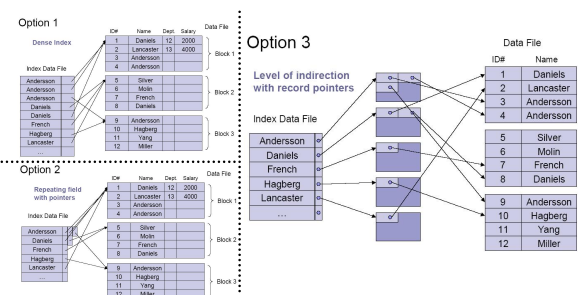 Option 1
Dense Index
Data File
ID# Name Dept. Salary
1 Daniels 12 2000
2 Lancaster 13 4000
3 Andersson
4 Andersson
Block 1
5 Silver
6 Molin
7 French
8 Daniels
Block 2
9 Andersson
10 Hagberg
11 Yang
12 Miller
Block 3
Index Data File
Andersson
Andersson
Andersson
Daniels
Daniels
French
Hagberg
Lancaster
...
Option 2
Repeating field
with pointers
Data File
ID# Name Dept. Salary
1 Daniels 12 2000
2 Lancaster 13 4000
3 Andersson
4 Andersson
Block 1
5 Silver
6 Molin
7 French
8 Daniels
Block 2
9 Andersson
10 Hagberg
11 Yang
12 Miller
Block 3
Index Data File
Andersson
Daniels
French
Hagberg
Lancaster
...
Option 3
Level of indirection
with record pointers
Index Data File
Andersson
Daniels
French
Hagberg
Lancaster
...
Data File
ID# Name
1 Daniels
2 Lancaster
3 Andersson
4 Andersson
5 Silver
6 Molin
7 French
8 Daniels
9 Andersson
10 Hagberg
11 Yang
12 Miller